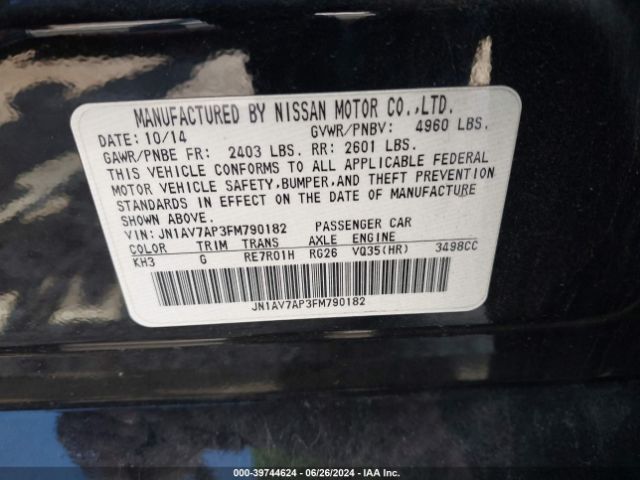 MANUFACTURED BY NISSAN MOTOR CO.,LTD.
DATE: 10/14 GVWR/PNBV: 4960 LBS.
GAWR/PNBE FR: 2403 LBS. RR: 2601 LBS.
THIS VEHICLE CONFORMS TO ALL APPLICABLE FEDERAL
MOTOR VEHICLE SAFETY, BUMPER, AND THEFT PREVENTION
STANDARDS IN EFFECT ON THE DATE OF MANUFACTURE
SHOWN ABOVE.
VIN: JN1AV7AP3FM790182 PASSENGER CAR
COLOR TRIM TRANS AXLE ENGINE
KH3 G RE7R01H RG26 VQ35(HR) 3498CC
JN1AV7AP3FM790182
000-39744624 | 06/26/2024 | IAA Inc.